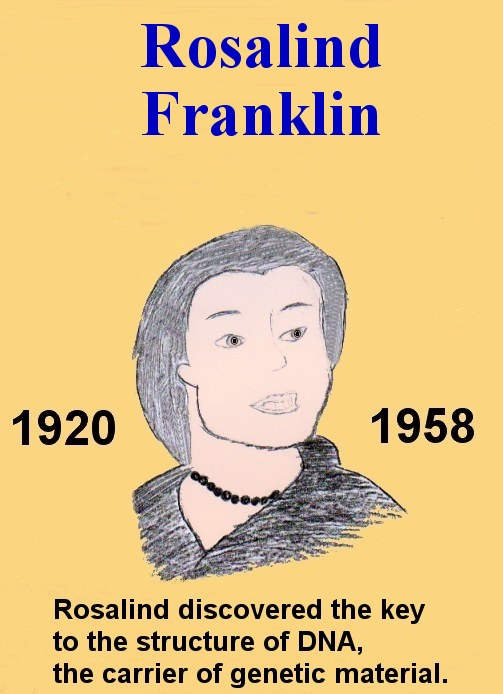 Rosalind
Franklin
1920
1958
Rosalind discovered the key
to the structure of DNA,
the carrier of genetic material.